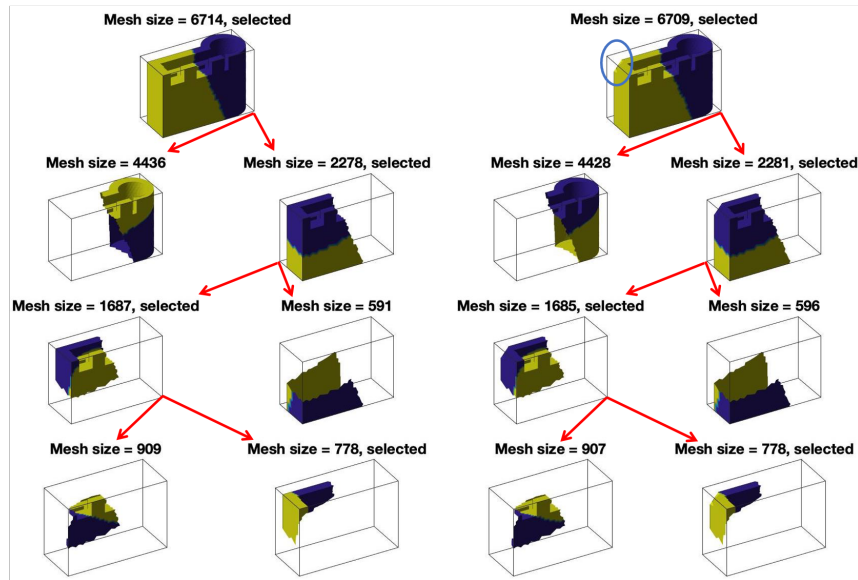 Mesh size = 6714, selected
Mesh size = 6709, selected
Mesh size = 4436
Mesh size = 2278, selected
Mesh size = 4428
Mesh size = 2281, selected
Mesh size = 1687, selected
Mesh size = 591
Mesh size = 1685, selected
Mesh size = 596
Mesh size = 909
Mesh size = 778, selected
Mesh size = 907
Mesh size = 778, selected